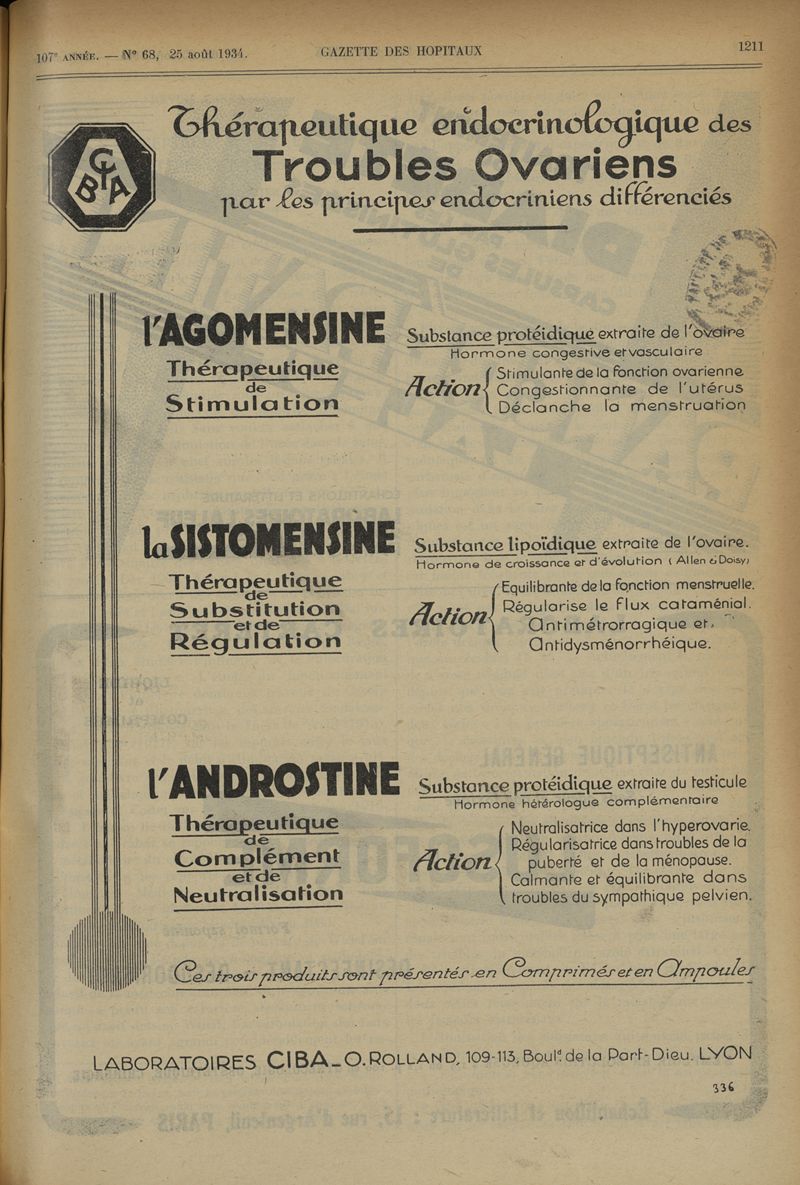 107e ANNÉE. — N° 68, 25 août 1934.
GAZETTE DES HOPITAUX
1211
CIBA
Thérapeutique endocrinologique des
Troubles Ovariens
par les principes endocriniens différenciés
l'AGOMENSINE
Substance protéidique extraite de l'ovaire
Hormone congestive et vasculaire
Thérapeutique
de
Stimulation
Action
Stimulante de la fonction ovarienne
Congestionnante de l'utérus
Déclanche la menstruation
la SISTOMENSINE
Substance lipoïdique extraite de l'ovaire.
Hormone de croissance et d'évolution (Allen & Doisy)
Thérapeutique
de
Substitution
et de
Régulation
Action
Equilibrante de la fonction menstruelle.
Régularise le flux cataménial.
Antimétrorragique et
Antidysménorrhéique.
l'ANDROSTINE
Substance protéidique extraite du testicule
Hormone hétérologue complémentaire
Thérapeutique
de
Complément
et de
Neutralisation
Action
Neutralisatrice dans l'hyperovarie.
Régularisatrice dans troubles de la
puberté et de la ménopause.
Calmante et équilibrante dans
troubles du sympathique pelvien.
Ces trois produits sont présentés en Comprimés et en Ampoules
LABORATOIRES CIBA_O. ROLLAND, 109-113, Boul.d de la Part-Dieu. LYON
336